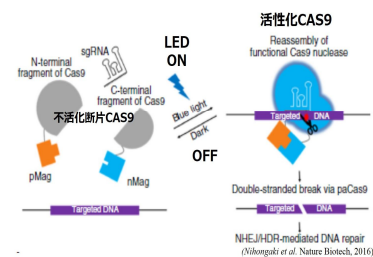 活性化CAS9
Reassembly of
functional Cas9 nuclease
N-terminal
fragment of Cas9
sgRNA
C-terminal
fragment of Cas9
不活化断片CAS9
LED
ON
Blue light
Dark
OFF
pMag
nMag
Targeted DNA
Targeted DNA
Double-stranded break via paCas9
Targeted DNA
NHEJ/HDR-mediated DNA repair
(Nihongaki et al. Nature Biotech, 2016)